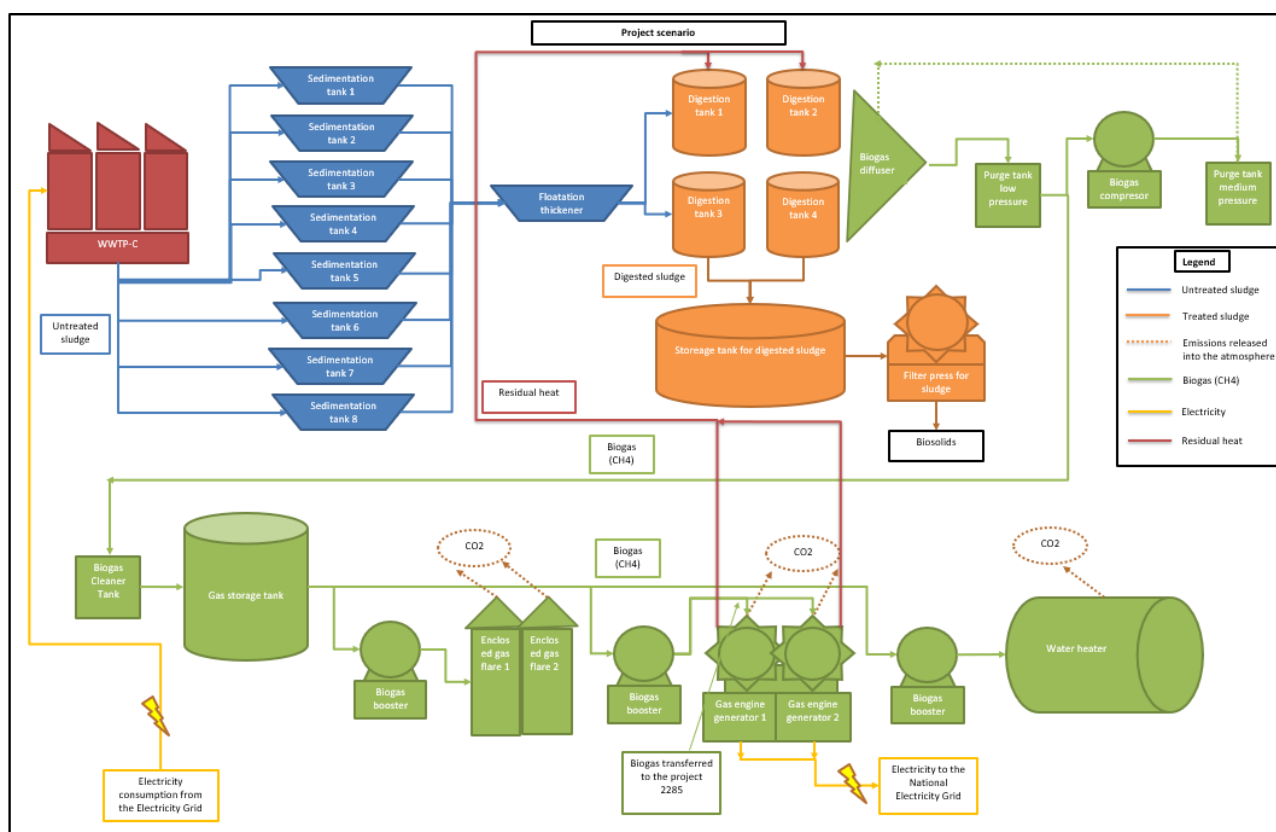 Project scenario
Sedimentation
tank 1
Sedimentation
tank 2
Sedimentation
tank 3
Sedimentation
tank 4
Sedimentation
tank 5
Sedimentation
tank 6
Sedimentation
tank 7
Sedimentation
tank 8
WWTP-C
Untreated
sludge
Floatation
thickener
Digestion
tank 1
Digestion
tank 2
Digestion
tank 3
Digestion
tank 4
Biogas
diffuser
Purge tank
low
pressure
Biogas
compresor
Purge tank
medium
pressure
Digested sludge
Storeage tank for digested sludge
Filter press for
sludge
Biosolids
Residual heat
Legend
Untreated sludge
Treated sludge
Emissions released
into the atmosphere
Biogas (CH4)
Electricity
Residual heat
Biogas
(CH4)
Biogas
Cleaner
Tank
Gas storage tank
CO2
Biogas
(CH4)
CO2
CO2
Biogas
booster
Enclos
ed gas
flare 1
Enclos
ed gas
flare 2
Biogas
booster
Gas engine
generator 1
Gas engine
generator 2
Biogas
booster
Water heater
Electricity
consumption from
the Electricity Grid
Biogas transferred
to the project
2285
Electricity to the
National
Electricity Grid